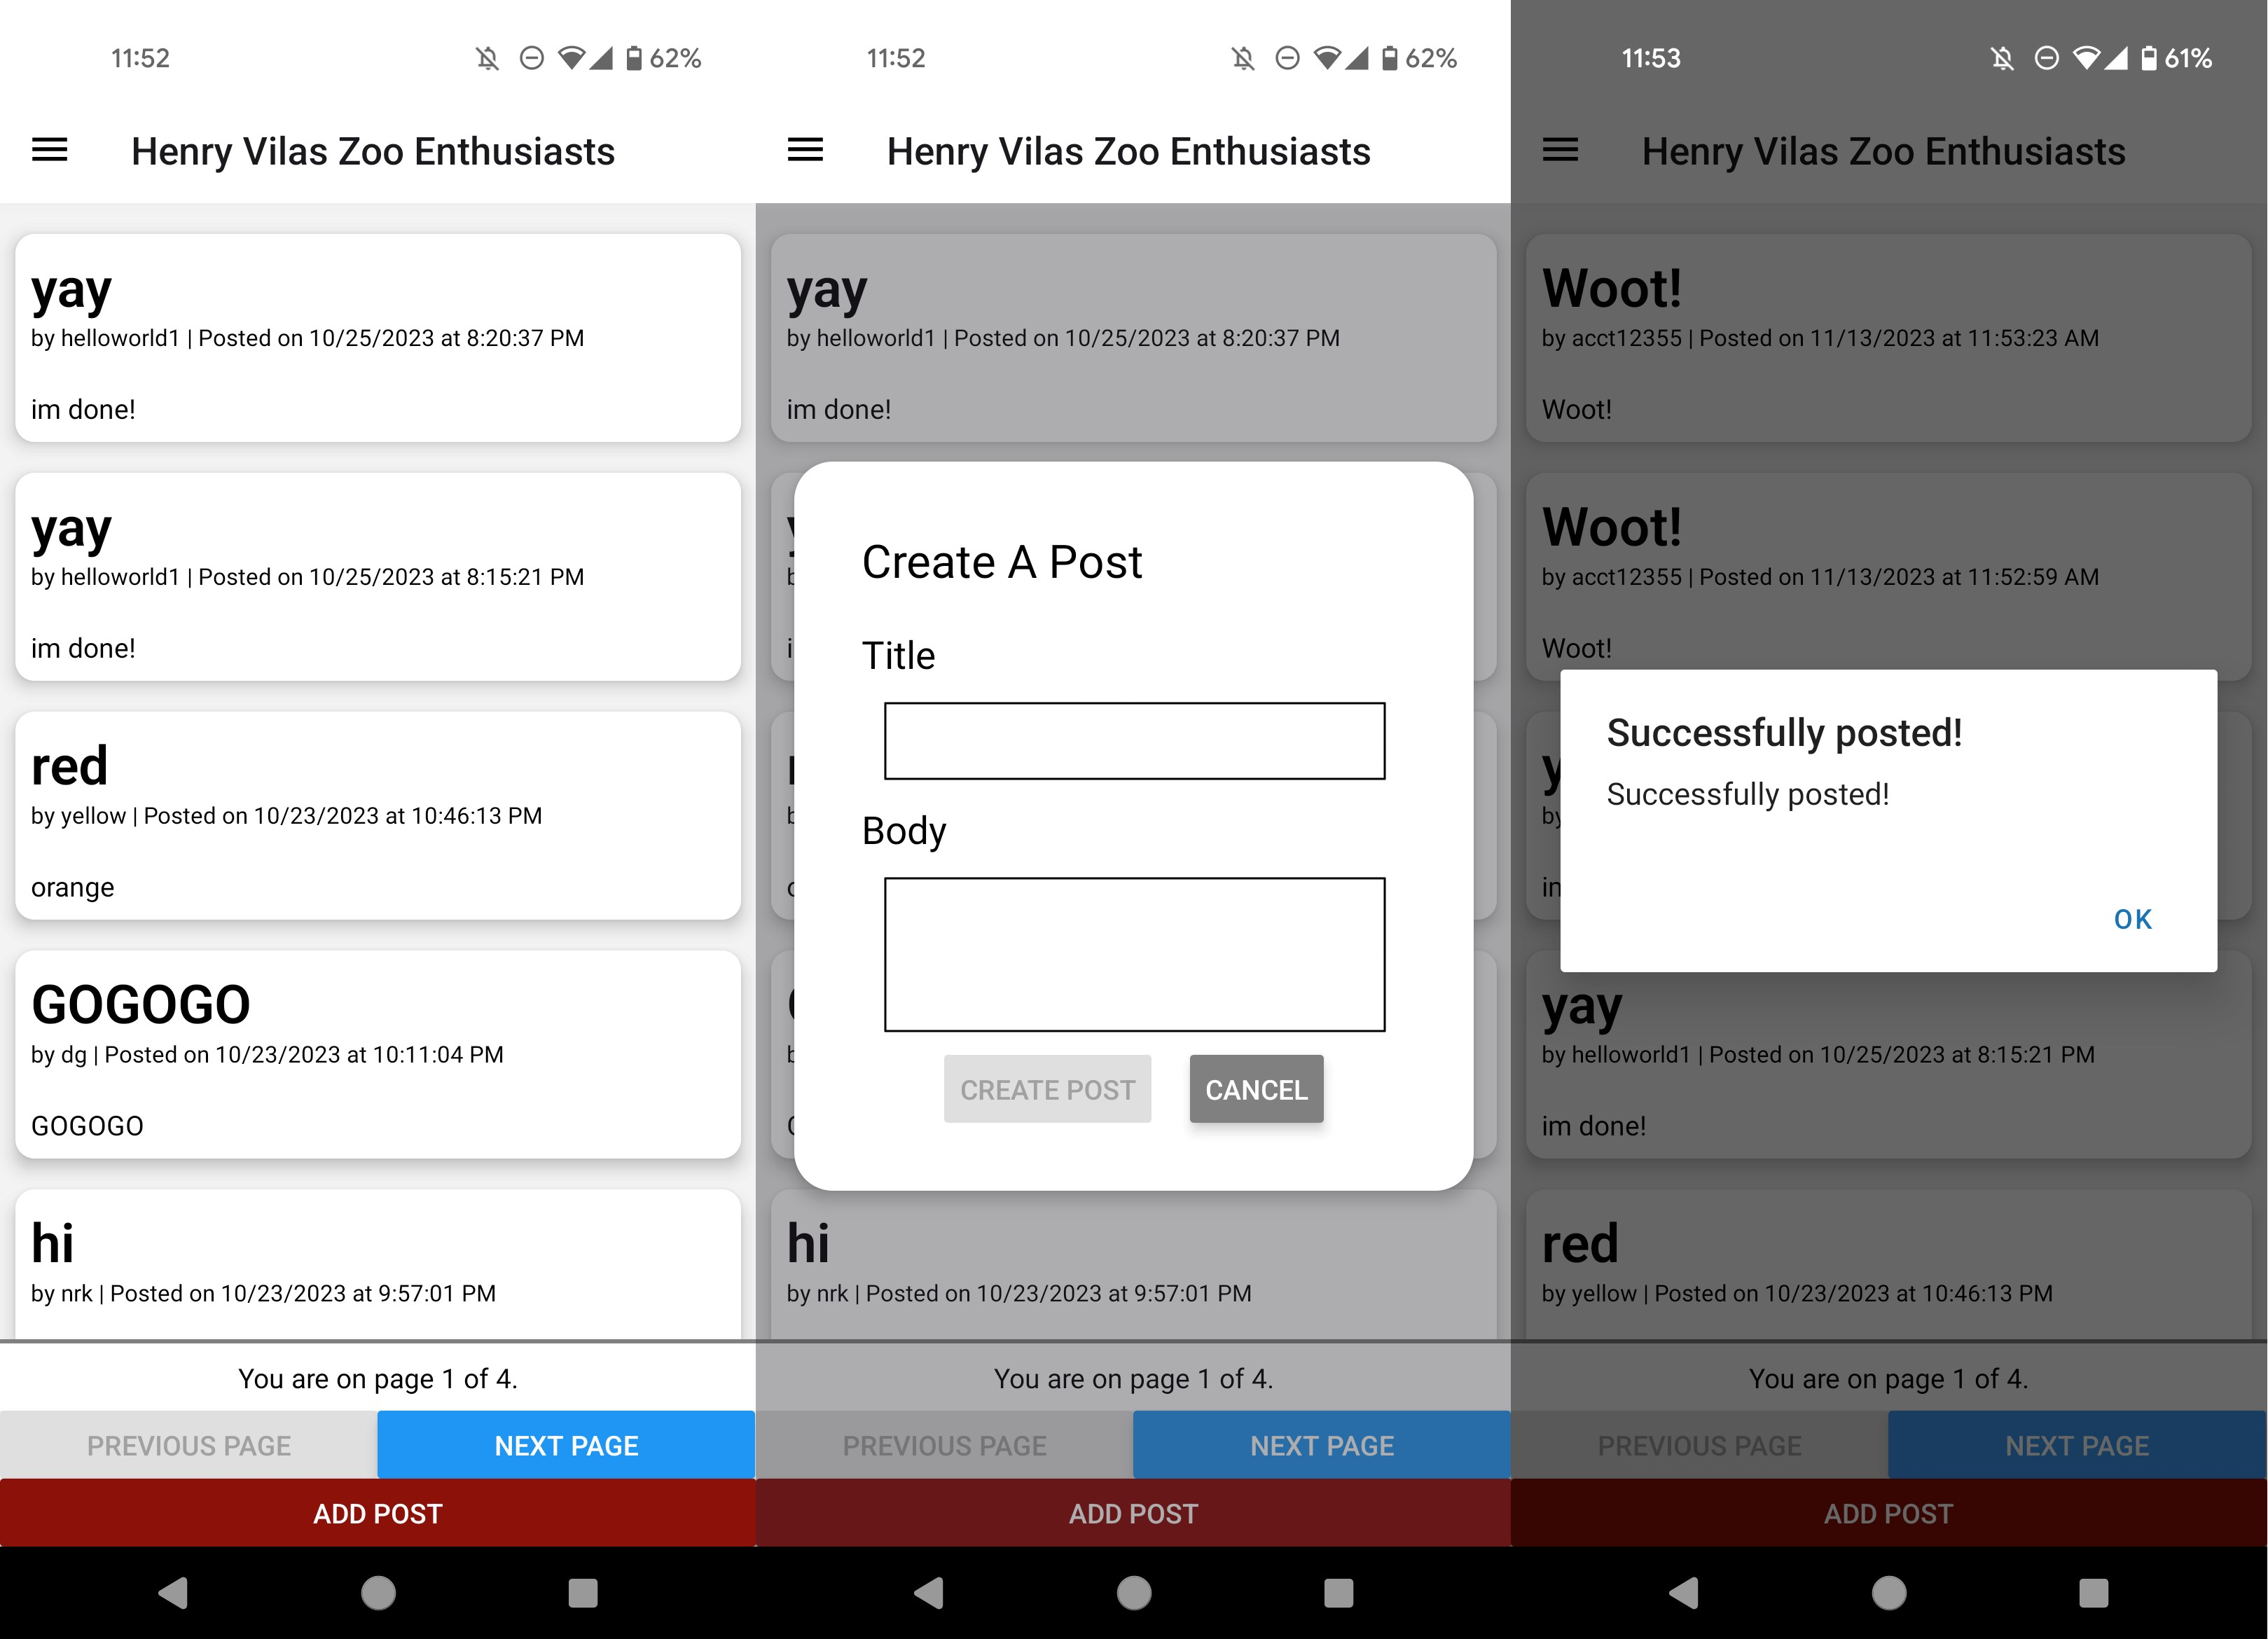 11:52
62%
Henry Vilas Zoo Enthusiasts
yay
by helloworld1 | Posted on 10/25/2023 at 8:20:37 PM
im done!
yay
by helloworld1 | Posted on 10/25/2023 at 8:15:21 PM
im done!
red
by yellow | Posted on 10/23/2023 at 10:46:13 PM
orange
GOGOGO
by dg | Posted on 10/23/2023 at 10:11:04 PM
GOGOGO
hi
by nrk | Posted on 10/23/2023 at 9:57:01 PM
You are on page 1 of 4.
PREVIOUS PAGE
NEXT PAGE
ADD POST
11:52
62%
Henry Vilas Zoo Enthusiasts
yay
by helloworld1 | Posted on 10/25/2023 at 8:20:37 PM
im done!
Create A Post
Title
Body
CREATE POST
CANCEL
hi
by nrk | Posted on 10/23/2023 at 9:57:01 PM
You are on page 1 of 4.
PREVIOUS PAGE
NEXT PAGE
ADD POST
11:53
61%
Henry Vilas Zoo Enthusiasts
Woot!
by acct12355 | Posted on 11/13/2023 at 11:53:23 AM
Woot!
Woot!
by acct12355 | Posted on 11/13/2023 at 11:52:59 AM
Woot!
Successfully posted!
Successfully posted!
OK
yay
by helloworld1 | Posted on 10/25/2023 at 8:15:21 PM
im done!
red
by yellow | Posted on 10/23/2023 at 10:46:13 PM
You are on page 1 of 4.
PREVIOUS PAGE
NEXT PAGE
ADD POST